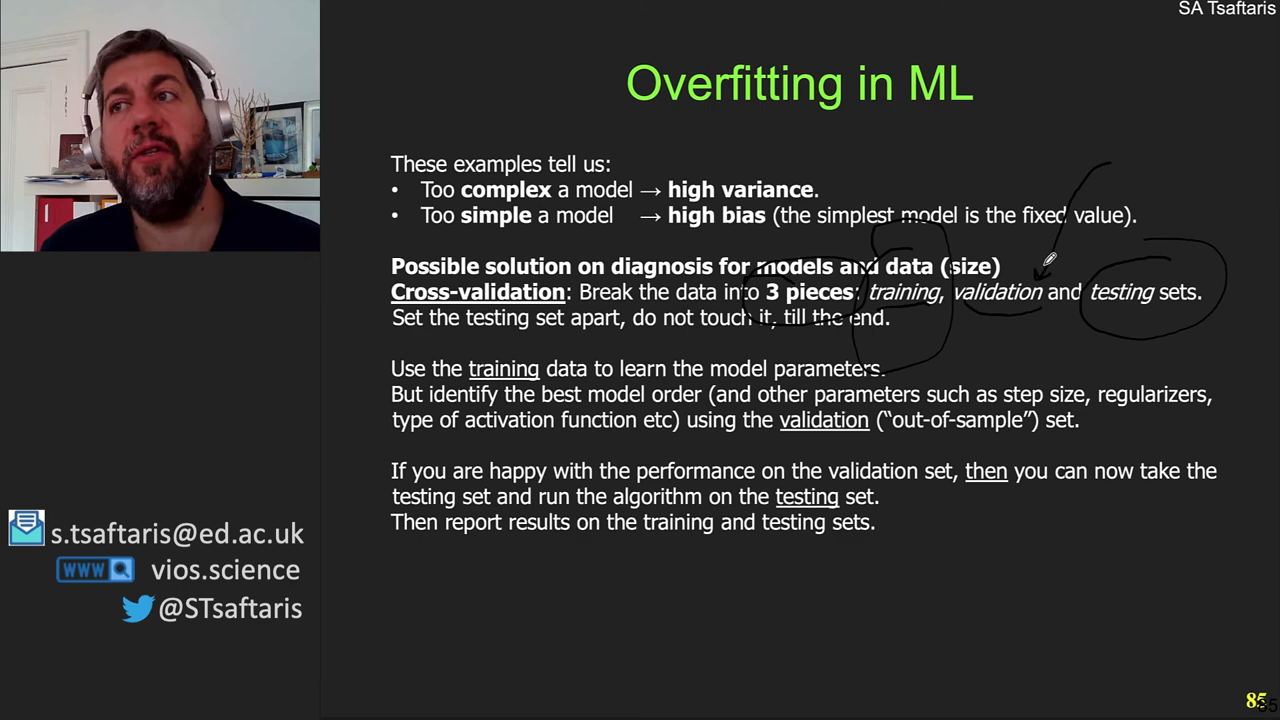 SA Tsaftaris
Overfitting in ML
These examples tell us:
• Too complex a model → high variance.
• Too simple a model → high bias (the simplest model is the fixed value).
Possible solution on diagnosis for models and data (size)
Cross-validation: Break the data into 3 pieces: training, validation and testing sets.
Set the testing set apart, do not touch it, till the end.
Use the training data to learn the model parameters.
But identify the best model order (and other parameters such as step size, regularizers,
type of activation function etc) using the validation (“out-of-sample”) set.
If you are happy with the performance on the validation set, then you can now take the
testing set and run the algorithm on the testing set.
Then report results on the training and testing sets.
s.tsaftaris@ed.ac.uk
WWW vios.science
@STsaftaris
85